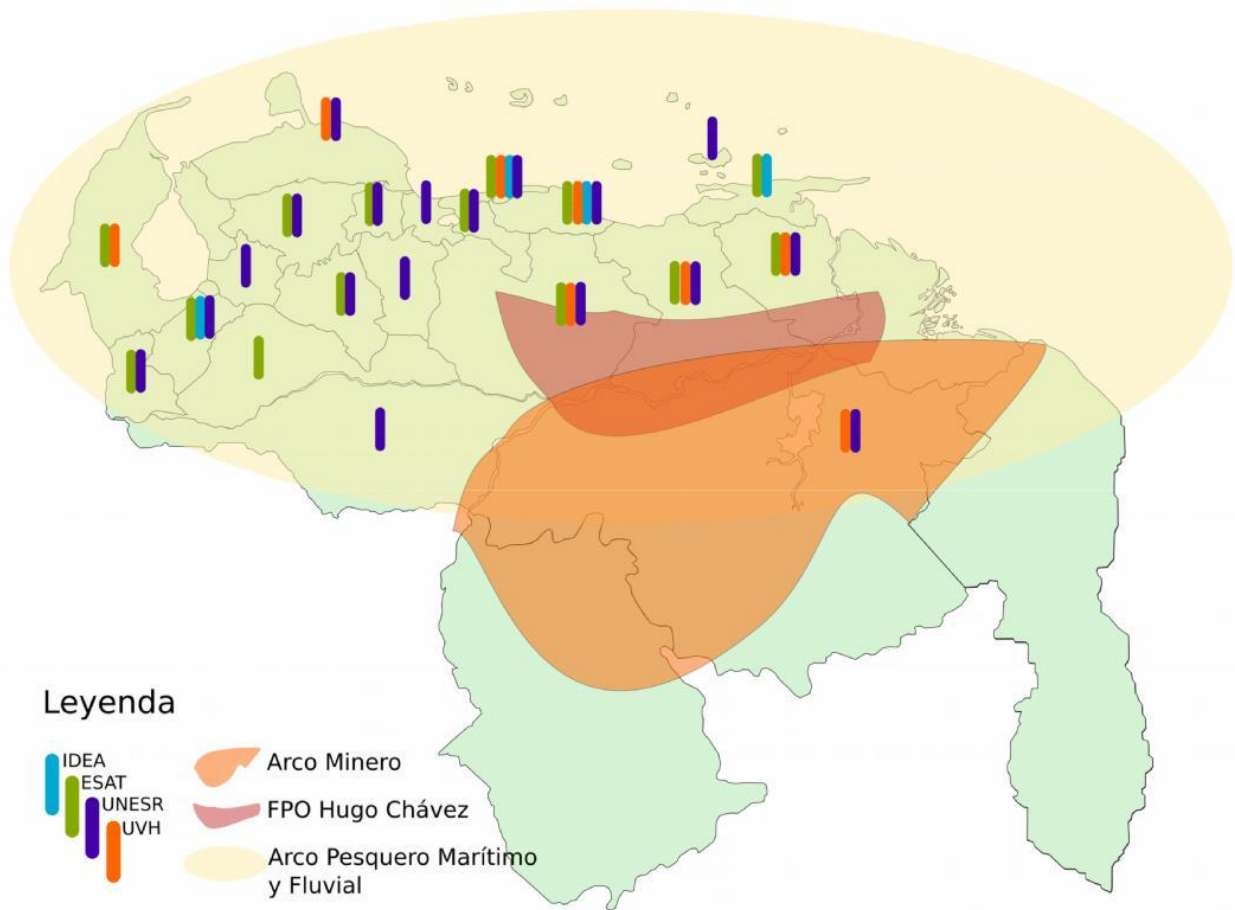 Leyenda
IDEA
ESAT
UNESR
UVH
Arco Minero
FPO Hugo Chávez
Arco Pesquero Marítimo
y Fluvial